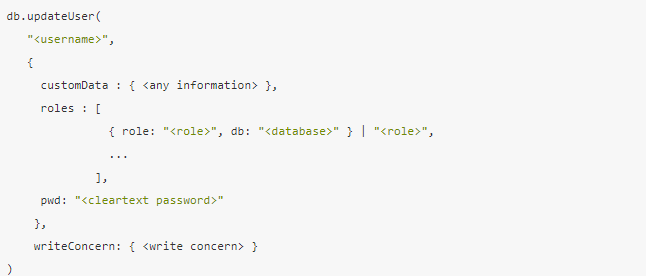 db.updateUser(
   "<username>",
   {
     customData : { <any information> },
     roles : [
               { role: "<role>", db: "<database>" } | "<role>",
               ...
             ],
     pwd: "<cleartext password>"
    },
    writeConcern: { <write concern> }
)